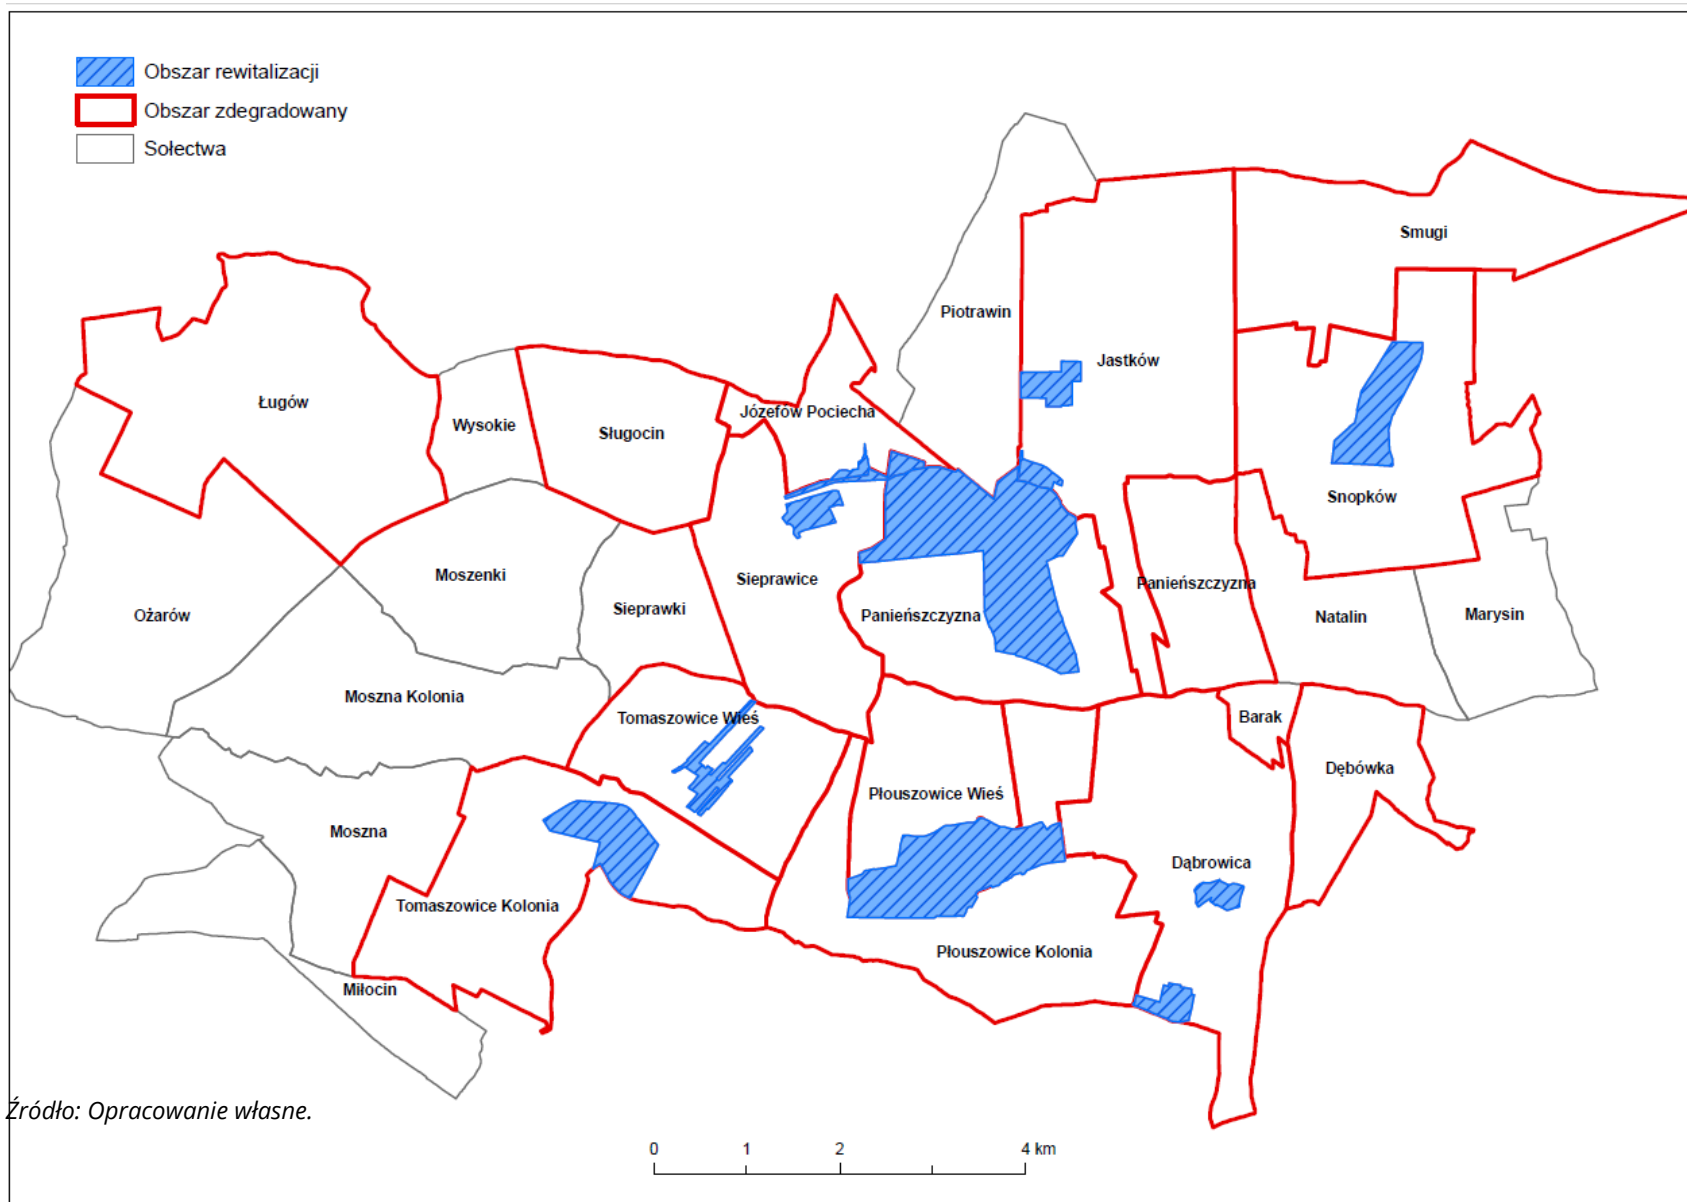 Obszar rewitalizacji
Obszar zdegradowany
Sołectwa
Smugi
Piotrawin
Jastków
Ługów
Wysokie
Sługocin
Józefów Pociecha
Snopków
Moszenki
Sieprawice
Panieńszczyzna
Ożarów
Sieprawki
Panieńszczyzna
Natalin
Marysin
Moszna Kolonia
Tomaszowice Wieś
Barak
Dębówka
Płouszowice Wieś
Moszna
Dąbrowica
Tomaszowice Kolonia
Płouszowice Kolonia
Miłocin
Źródło: Opracowanie własne.
0 1 2 4 km